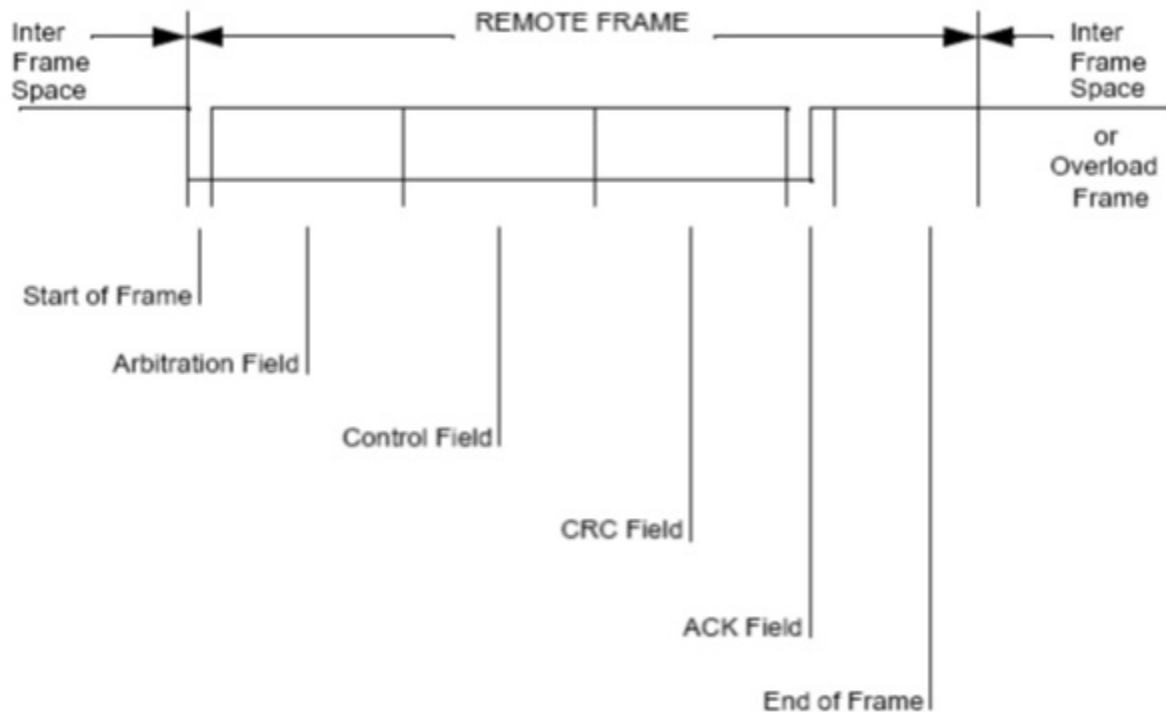 REMOTE FRAME
Inter
Frame
Space
Inter
Frame
Space
or
Overload
Frame
Start of Frame
Arbitration Field
Control Field
CRC Field
ACK Field
End of Frame